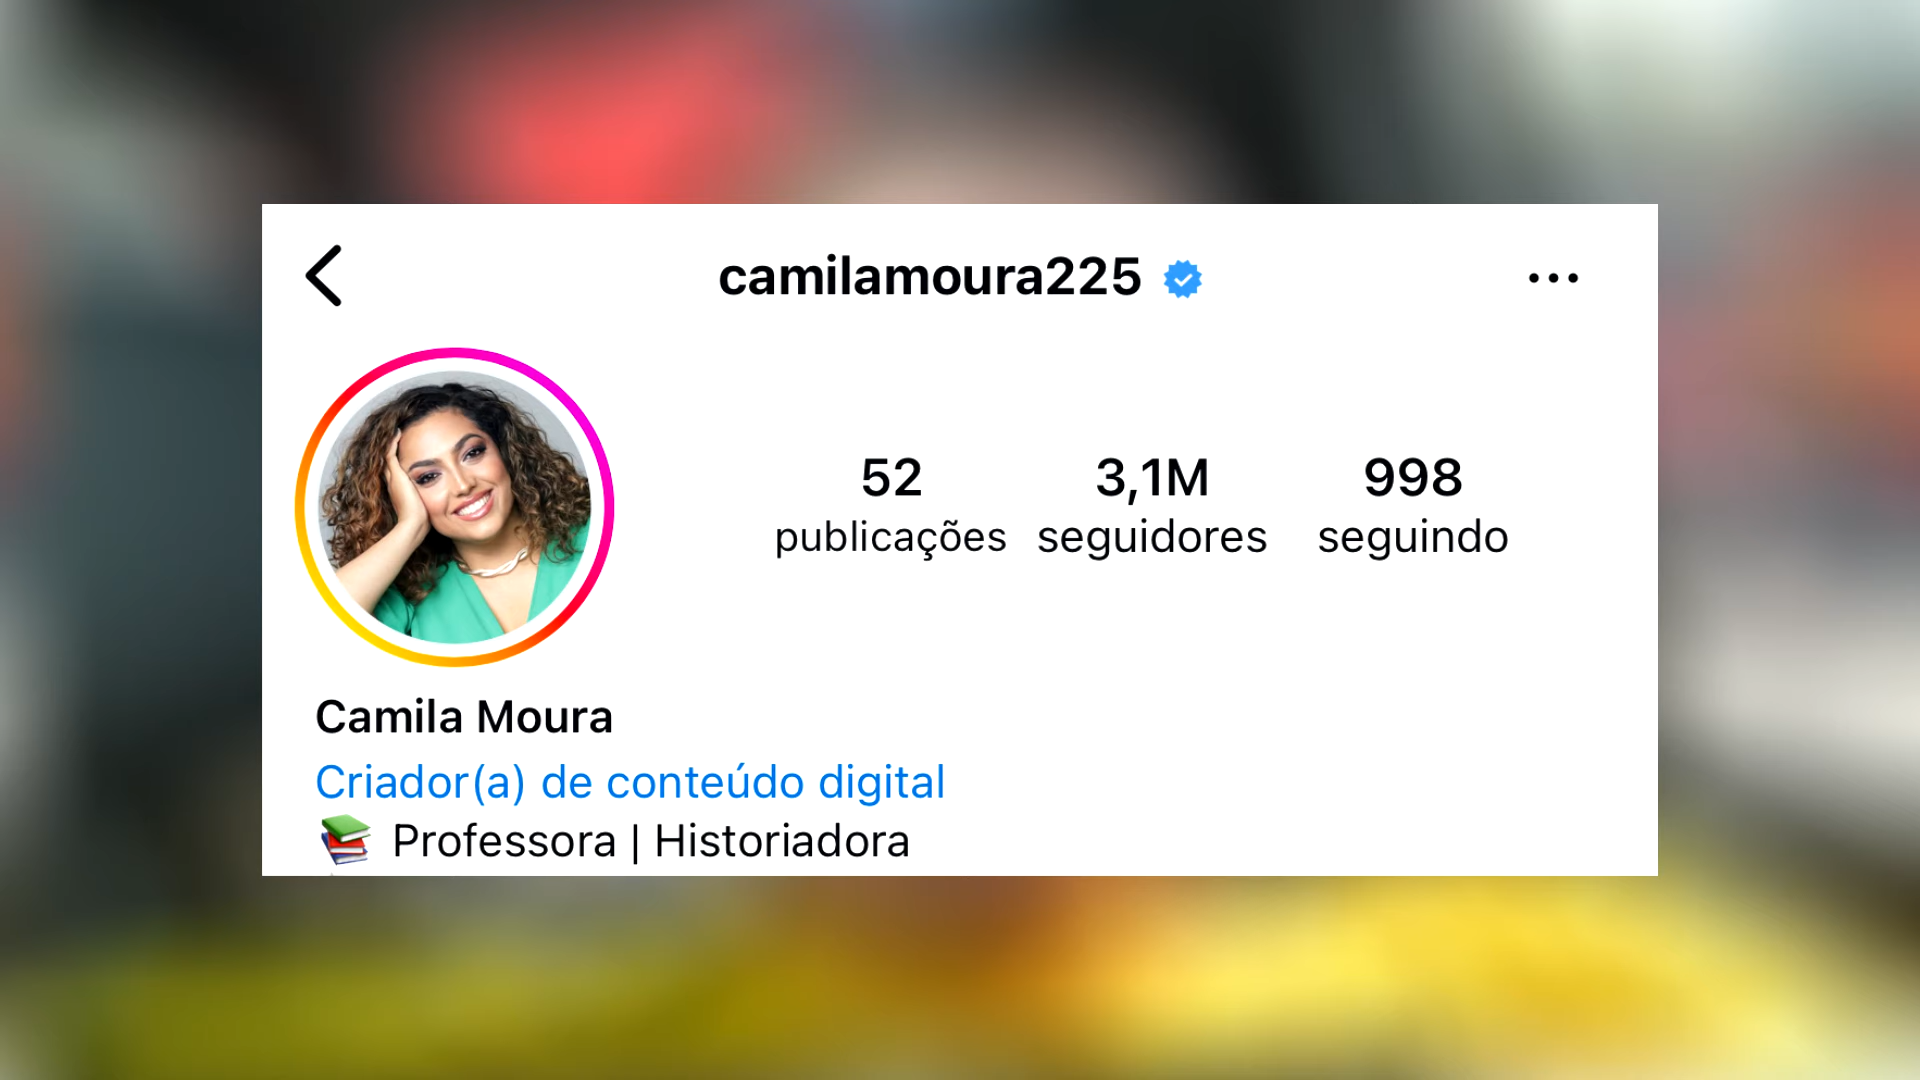 camilamoura225
52 3,1M 998
publicações seguidores seguindo
Camila Moura
Criador(a) de conteúdo digital
📚 Professora | Historiadora